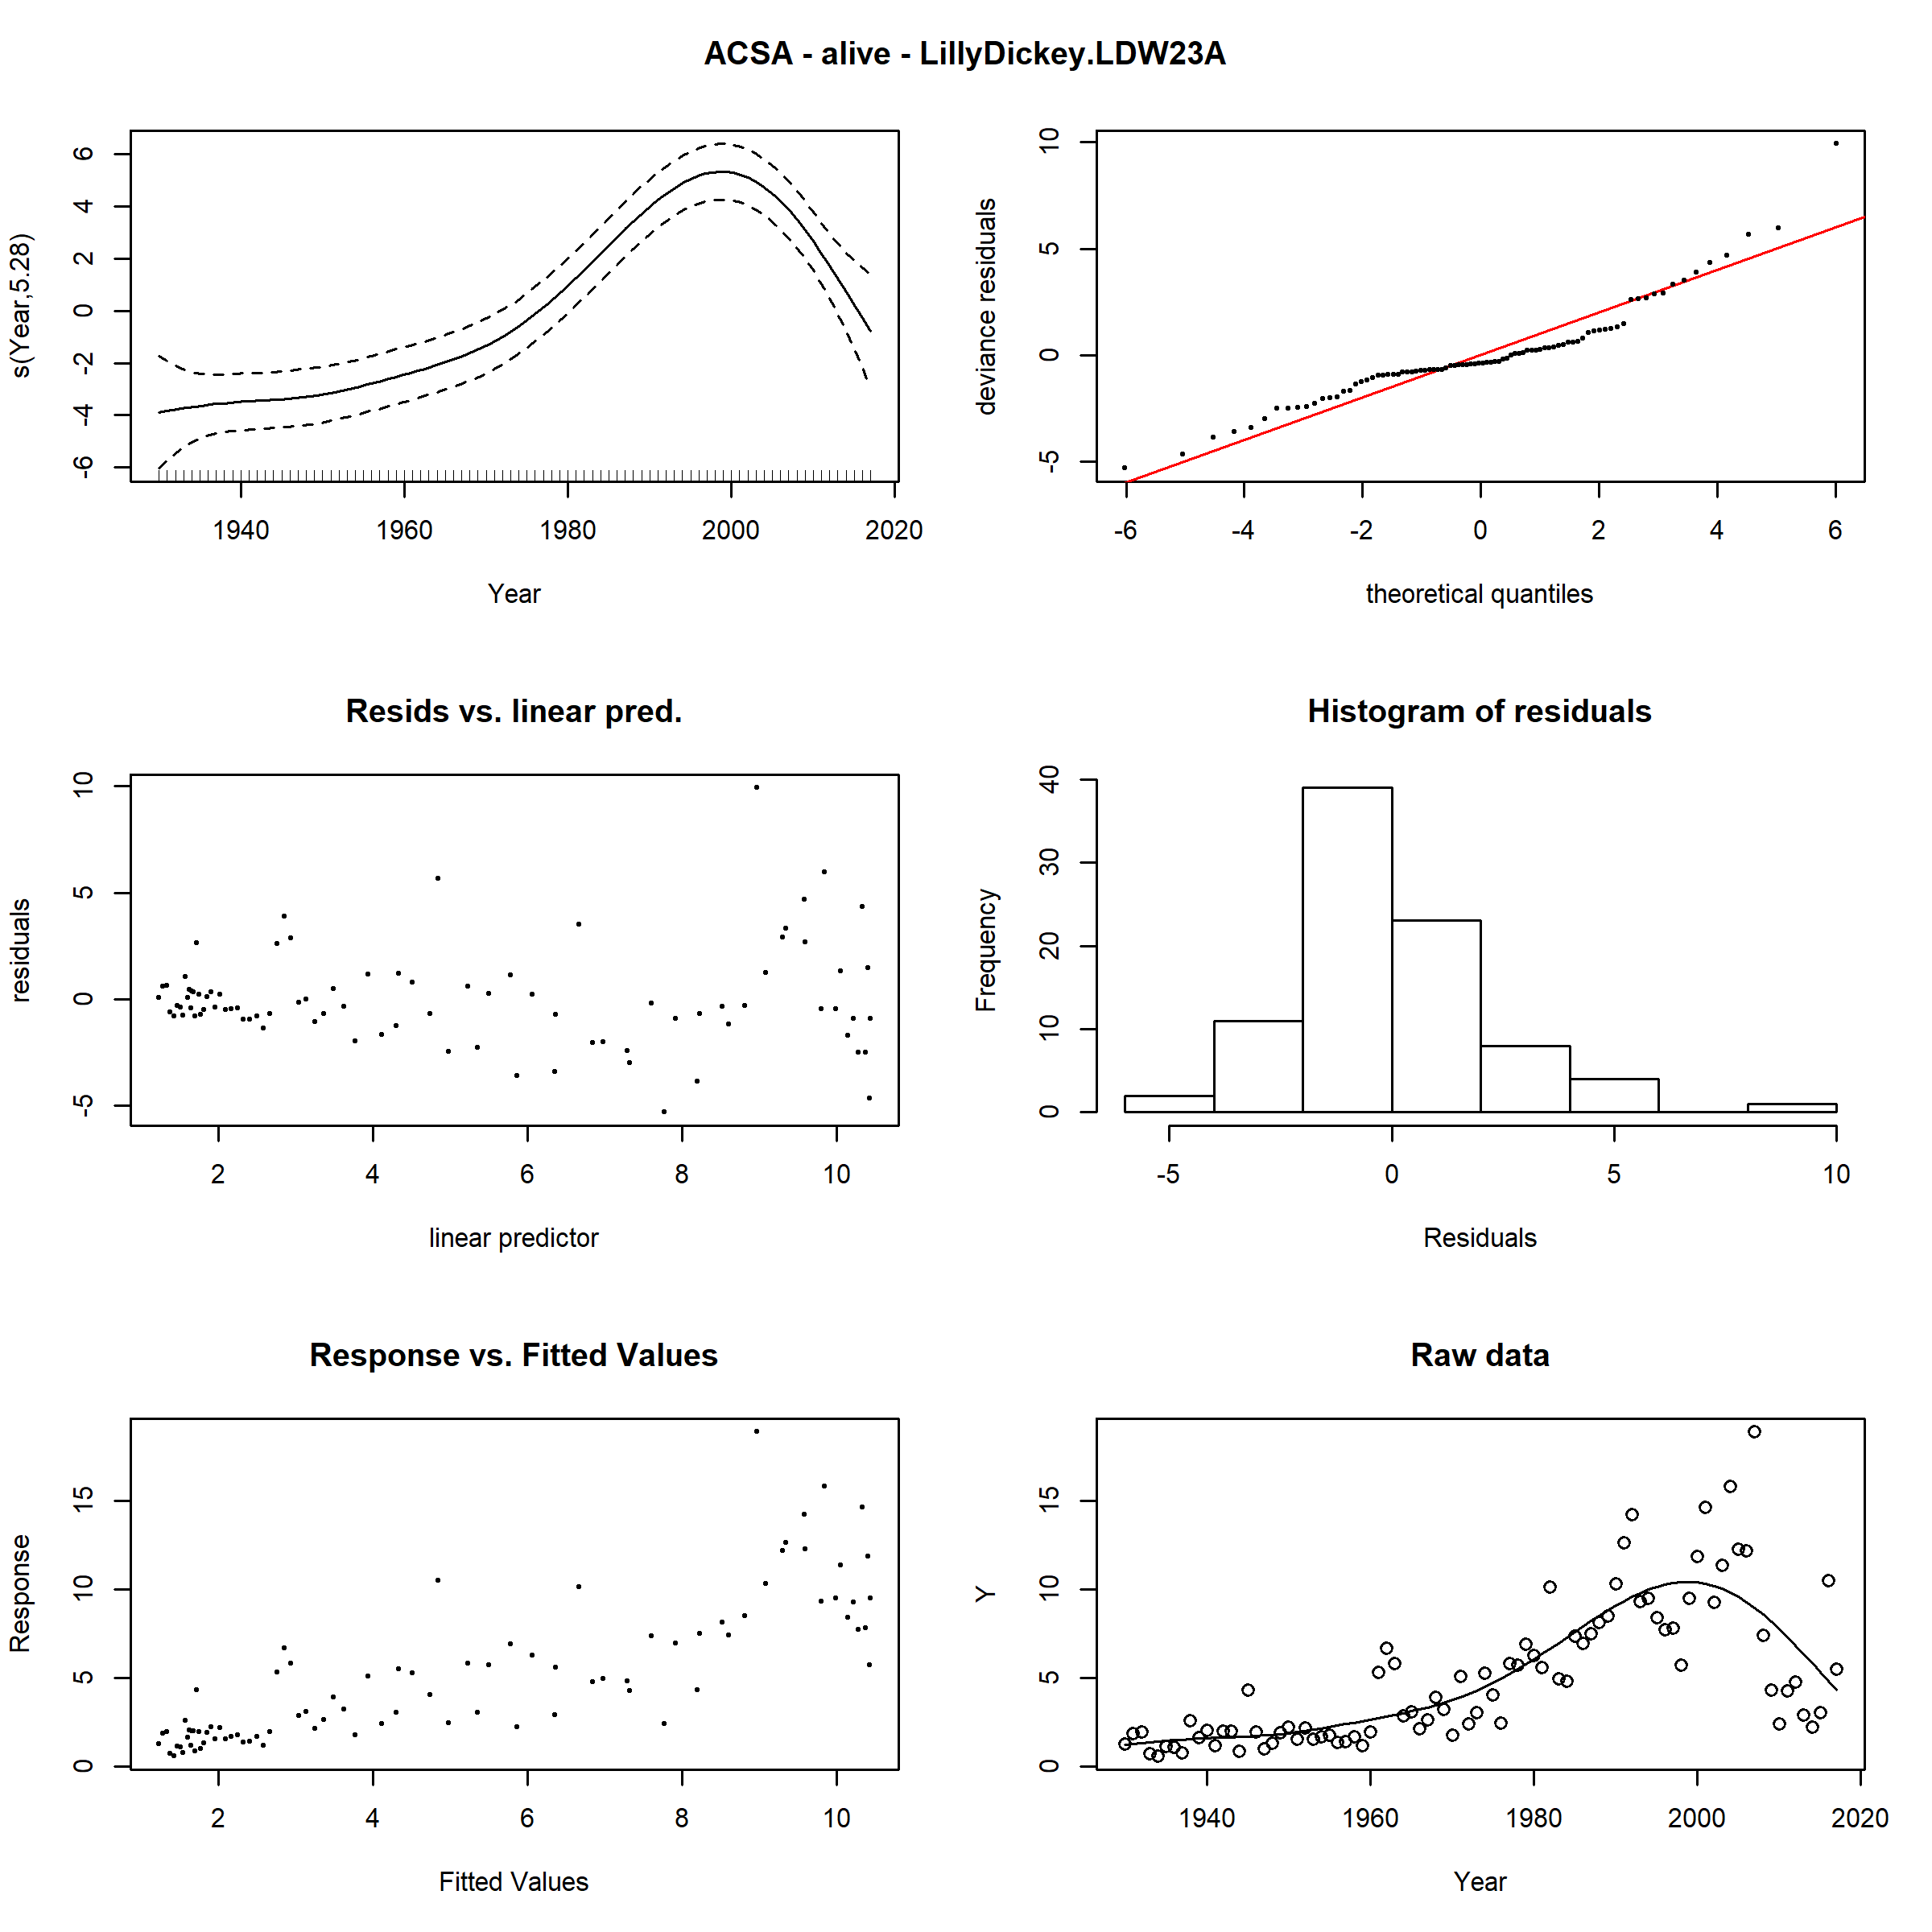 ACSA - alive - LillyDickey.LDW23A
s(Year,5.28)
6
4
2
0
-2
-4
-6
1940 1960 1980 2000 2020
Year
deviance residuals
10
5
0
-5
-6 -4 -2 0 2 4 6
theoretical quantiles
Resids vs. linear pred.
residuals
10
5
0
-5
2 4 6 8 10
linear predictor
Histogram of residuals
Frequency
40
30
20
10
0
-5 0 5 10
Residuals
Response vs. Fitted Values
Response
15
10
5
0
2 4 6 8 10
Fitted Values
Raw data
Y
15
10
5
0
1940 1960 1980 2000 2020
Year